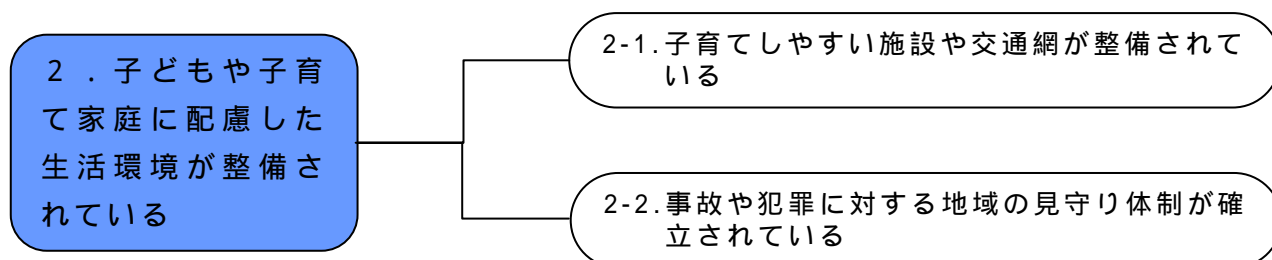 2．子どもや子育
て家庭に配慮した
生活環境が整備さ
れている
2-1.子育てしやすい施設や交通網が整備されて
いる
2-2.事故や犯罪に対する地域の見守り体制が確
立されている